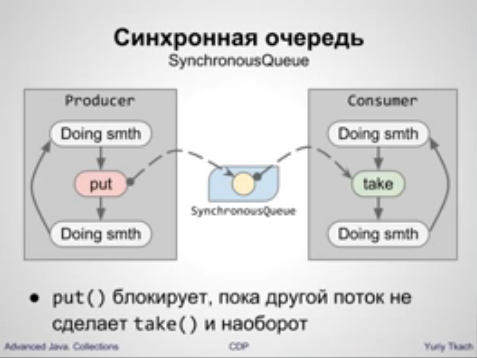 Синхронная очередь
SynchronousQueue
Producer
Doing smth
put
Doing smth
SynchronousQueue
Consumer
Doing smth
take
Doing smth
● put() блокирует, пока другой поток не
сделает take() и наоборот
Advanced Java. Collections
CDP
Yuriy Tkach